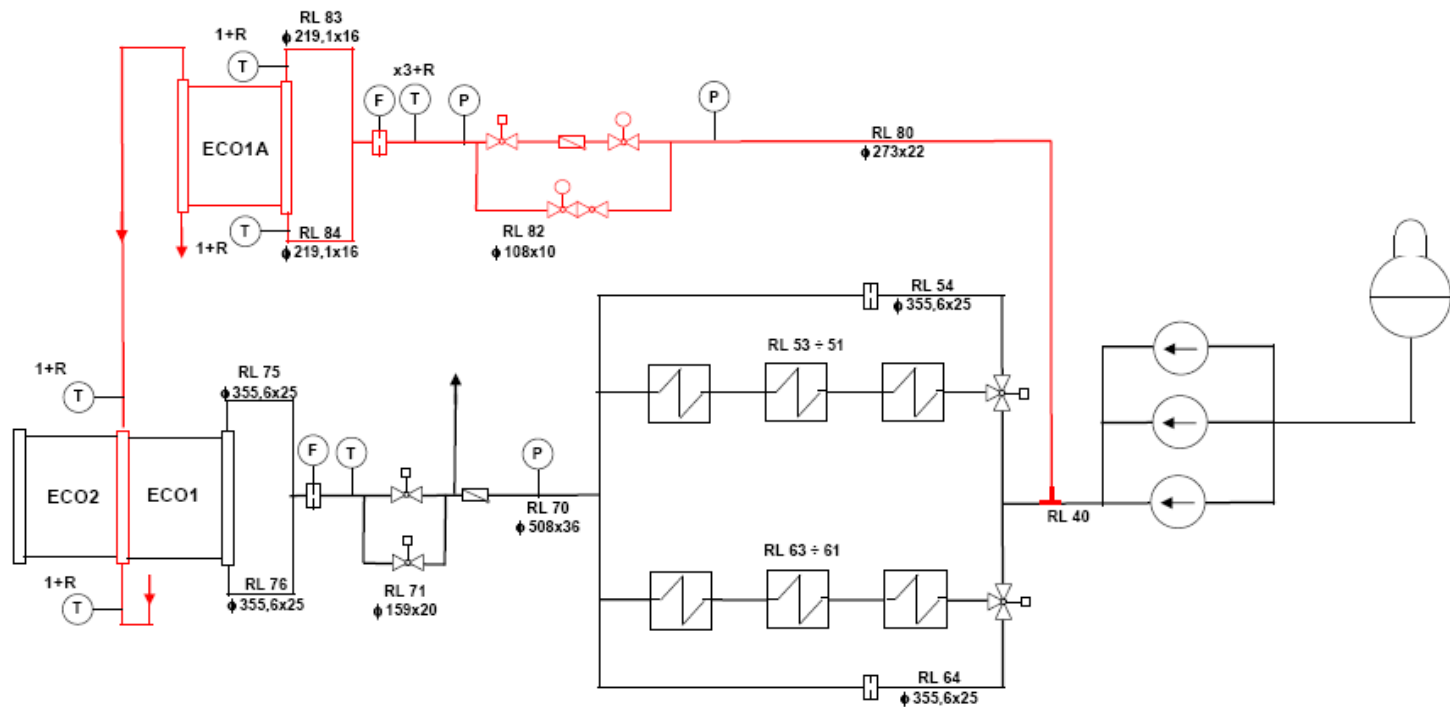 RL 83
ϕ 219,1x16
1+R
T
x3+R
F
T
P
P
ECO1A
RL 80
ϕ 273x22
T
1+R
RL 84
ϕ 219,1x16
RL 82
ϕ 108x10
RL 54
ϕ 355,6x25
RL 53 ÷ 51
1+R
T
RL 75
ϕ 355,6x25
F
T
P
ECO2
ECO1
RL 70
ϕ 508x36
RL 40
RL 63 ÷ 61
1+R
T
RL 76
ϕ 355,6x25
RL 71
ϕ 159x20
RL 64
ϕ 355,6x25